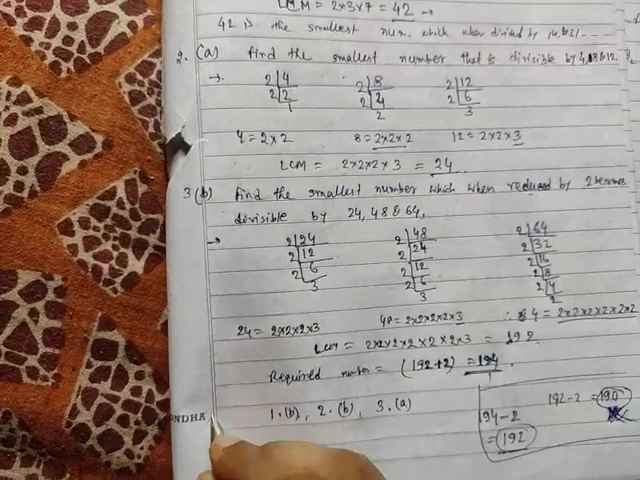 LCM = 2×3×7 = 42 →
42 is the smallest num, which when divided by 14, & 21
2. (a) Find the smallest number that is divisible by 4, 8 & 12.
→ 2|4 2|8 2|12
2|2 2|4 2|6
1 2 3
4 = 2×2 8 = 2×2×2 12 = 2×2×3
LCM = 2×2×2×3 = 24
3 (b) Find the smallest number which when reduced by 2 becomes
divisible by 24, 48 & 64.
→ 2|24 2|48 2|64
2|12 2|24 2|32
2|6 2|12 2|16
3 2|6 2|8
3 2|4
2
24 = 2×2×2×3 48 = 2×2×2×2×3 ∴ 64 = 2×2×2×2×2×2
LCM = 2×2×2×2×2×2×3 = 192
Required number = (192+2) = 194
1. (b), 2. (b), 3. (a)
192-2 = 190
194-2
= 192
ONDHA